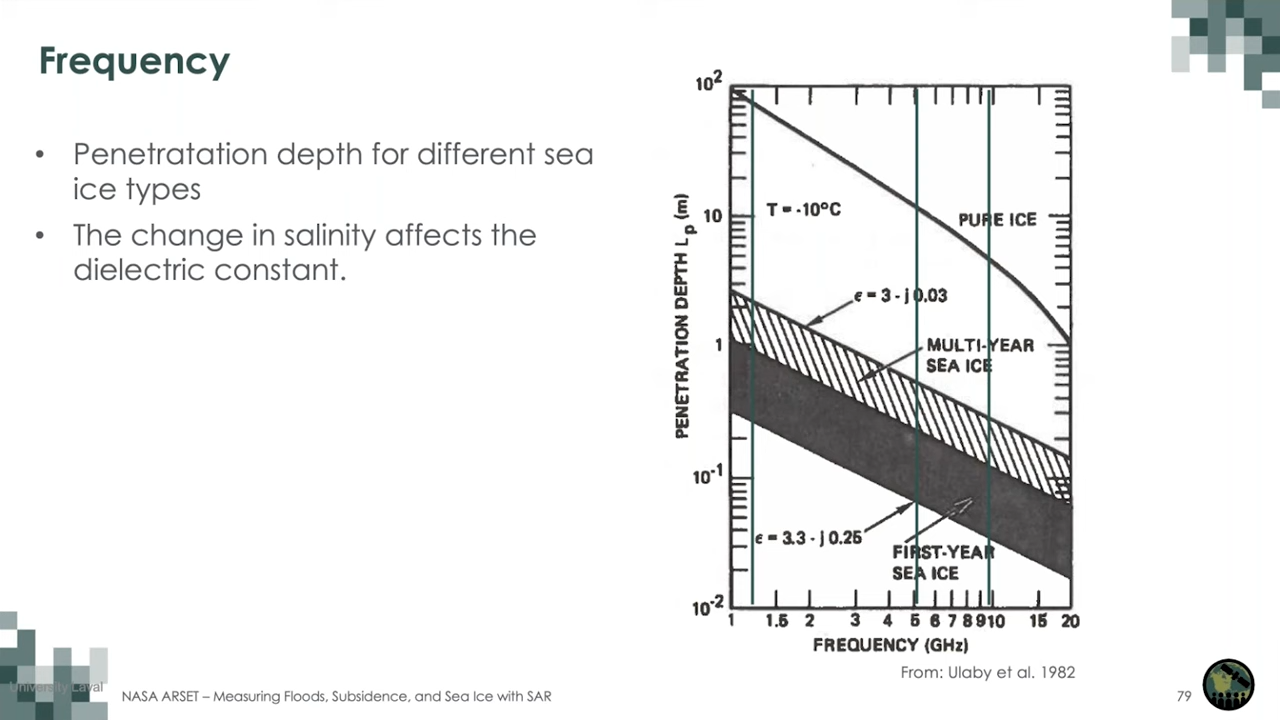 Frequency
• Penetratation depth for different sea
ice types
• The change in salinity affects the
dielectric constant.
10²
10
1
10⁻¹
10⁻²
PENETRATION DEPTH Lp (m)
T = -10°C
PURE ICE
ϵ = 3 - j 0.03
MULTI-YEAR
SEA ICE
ϵ = 3.3 - j 0.25
FIRST-YEAR
SEA ICE
1 1.5 2 3 4 5 6 7 8 9 10 15 20
FREQUENCY (GHz)
From: Ulaby et al. 1982
University Laval
NASA ARSET – Measuring Floods, Subsidence, and Sea Ice with SAR
79